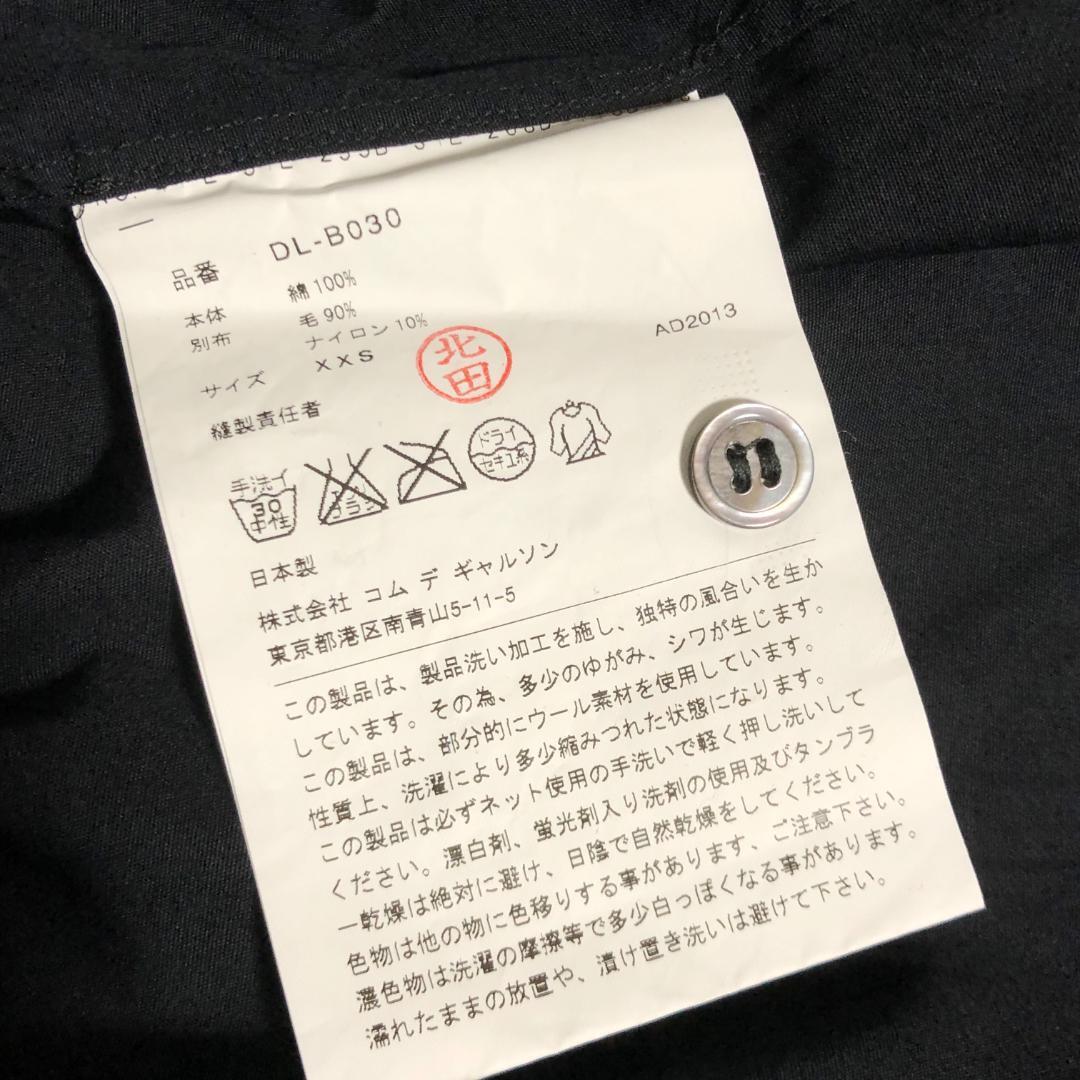 品番 DL-B030
本体 綿100%
別布 毛90%
ナイロン10%
サイズ XXS
縫製責任者 北田
AD2013
手洗イ 30 中性
ドライ セキユ系
日本製
株式会社 コム デ ギャルソン
東京都港区南青山5-11-5
この製品は、製品洗い加工を施し、独特の風合いを生か
しています。その為、多少のゆがみ、シワが生じます。
この製品は、部分的にウール素材を使用しています。
性質上、洗濯により多少縮みつれた状態になります。
この製品は必ずネット使用の手洗いで軽く押し洗いして
ください。漂白剤、蛍光剤入り洗剤の使用及びタンブラ
ー乾燥は絶対に避け、日陰で自然乾燥をしてください。
色物は他の物に色移りする事があります、ご注意下さい。
濃色物は洗濯の摩擦等で多少白っぽくなる事があります。
濡れたままの放置や、漬け置き洗いは避けて下さい。